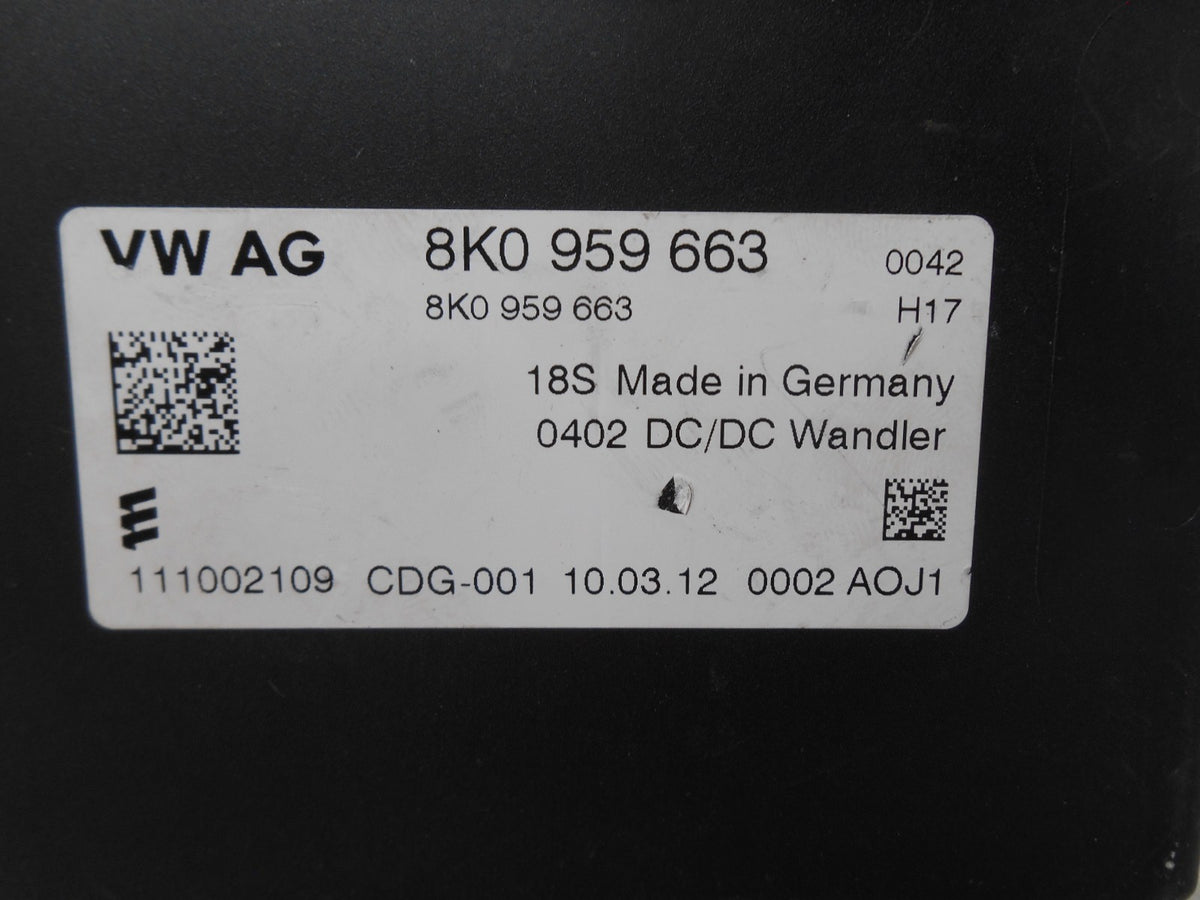 VW AG 8K0 959 663 0042
8K0 959 663 H17
18S Made in Germany
0402 DC/DC Wandler
111002109 CDG-001 10.03.12 0002 AOJ1